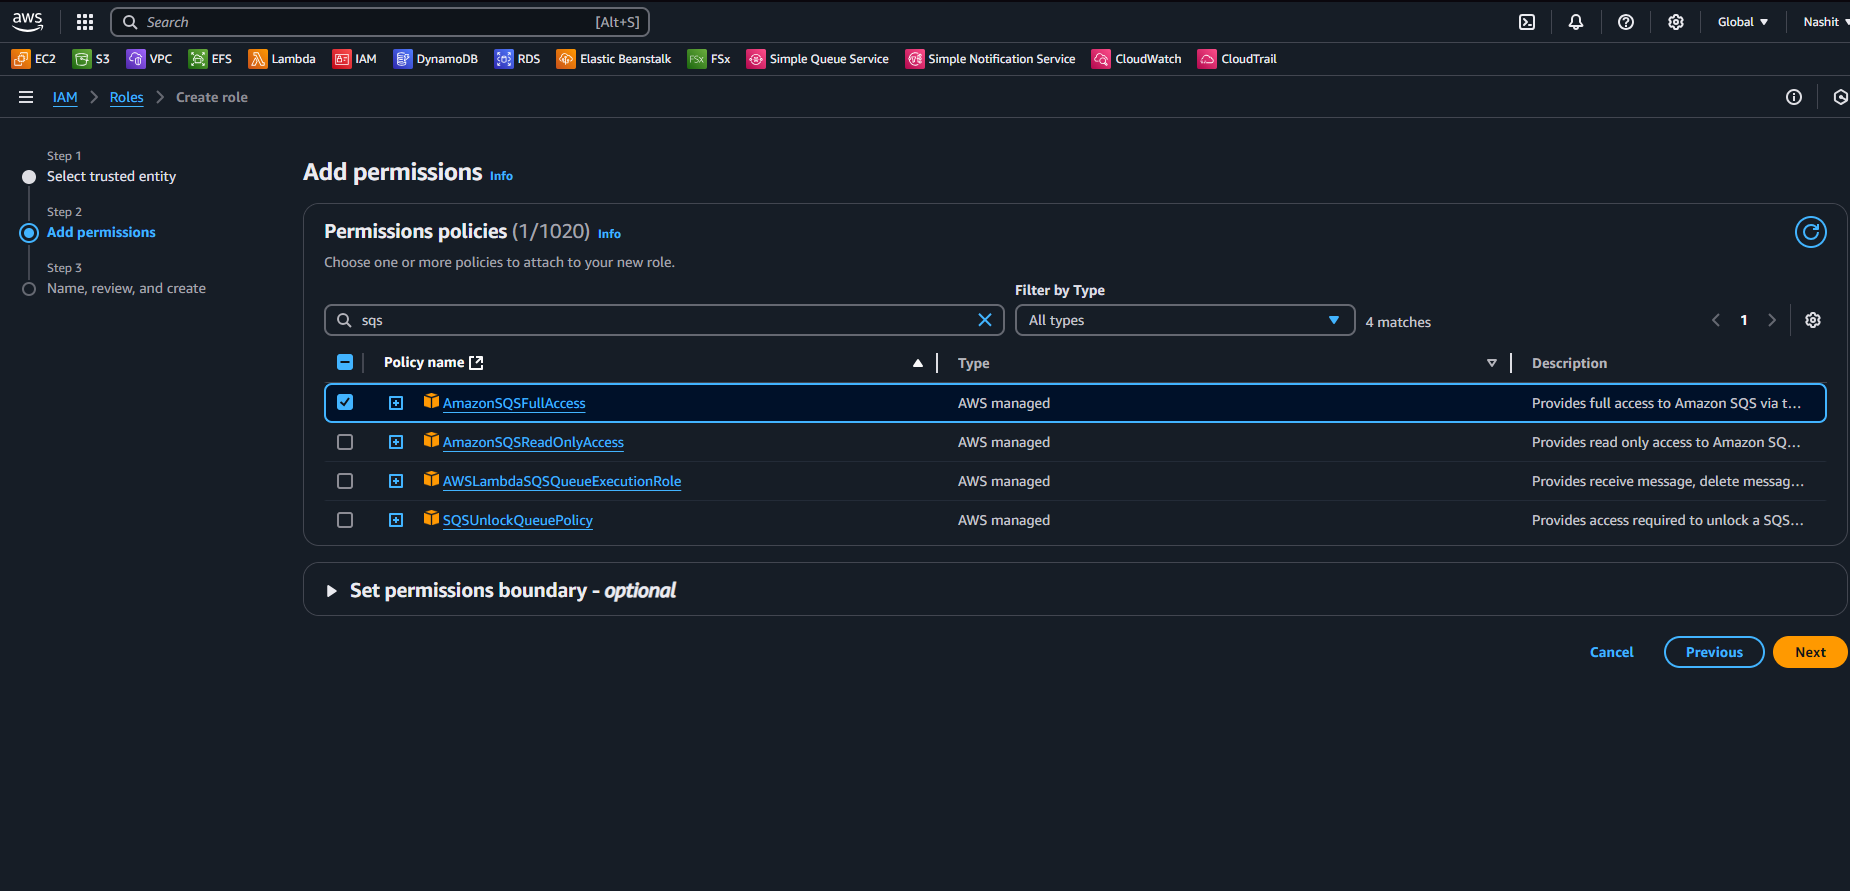 aws
Search [Alt+S]
Global
Nashit
EC2 S3 VPC EFS Lambda IAM DynamoDB RDS Elastic Beanstalk FSx FSx Simple Queue Service Simple Notification Service CloudWatch CloudTrail
IAM Roles Create role
Step 1
Select trusted entity
Step 2
Add permissions
Step 3
Name, review, and create
Add permissions Info
Permissions policies (1/1020) Info
Choose one or more policies to attach to your new role.
Filter by Type
sqs
All types
4 matches
1
Policy name Type Description
AmazonSQSFullAccess AWS managed Provides full access to Amazon SQS via t...
AmazonSQSReadOnlyAccess AWS managed Provides read only access to Amazon SQ...
AWSLambdaSQSQueueExecutionRole AWS managed Provides receive message, delete messag...
SQSUnlockQueuePolicy AWS managed Provides access required to unlock a SQS...
Set permissions boundary - optional
Cancel Previous Next